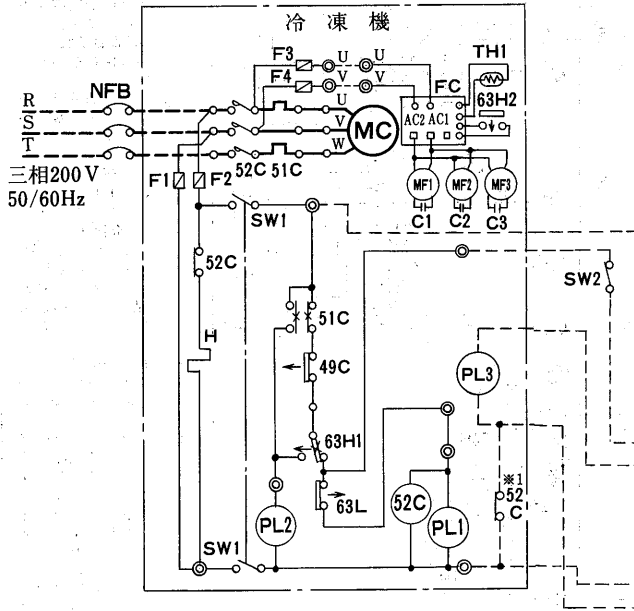 冷凍機
F3 U U
F4 V V
TH1
FC
63H2
NFB
R
S
T
U
V
W
MC
AC2 AC1
52C 51C
三相200V
50/60Hz
F1 F2
MF1 MF2 MF3
C1 C2 C3
SW1
52C
SW2
51C
H
49C
PL3
63H1
※1
52
C
63L
52C
PL2
PL1
SW1